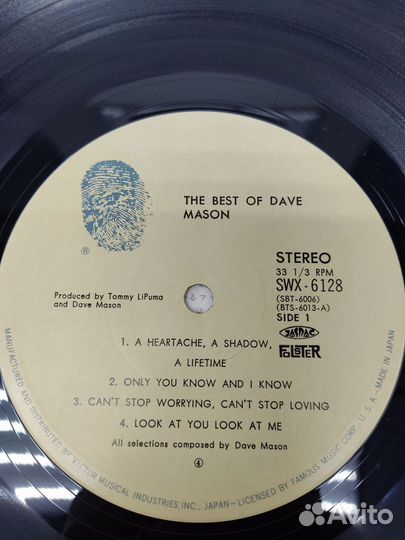 THE BEST OF DAVE
MASON
®
STEREO
33 1/3 RPM
SWX-6128
(SBT-6006)
(BTS-6013-A)
SIDE 1
JASRAC
FOLSTER
Produced by Tommy LiPuma
and Dave Mason
1. A HEARTACHE, A SHADOW,
A LIFETIME
2. ONLY YOU KNOW AND I KNOW
3. CAN'T STOP WORRYING, CAN'T STOP LOVING
4. LOOK AT YOU LOOK AT ME
All selections composed by Dave Mason
4
MANUFACTURED AND DISTRIBUTED BY VICTOR MUSICAL INDUSTRIES, INC., JAPAN-LICENSED BY FAMOUS MUSIC CORP., U.S.A.-MADE IN JAPAN
Avito